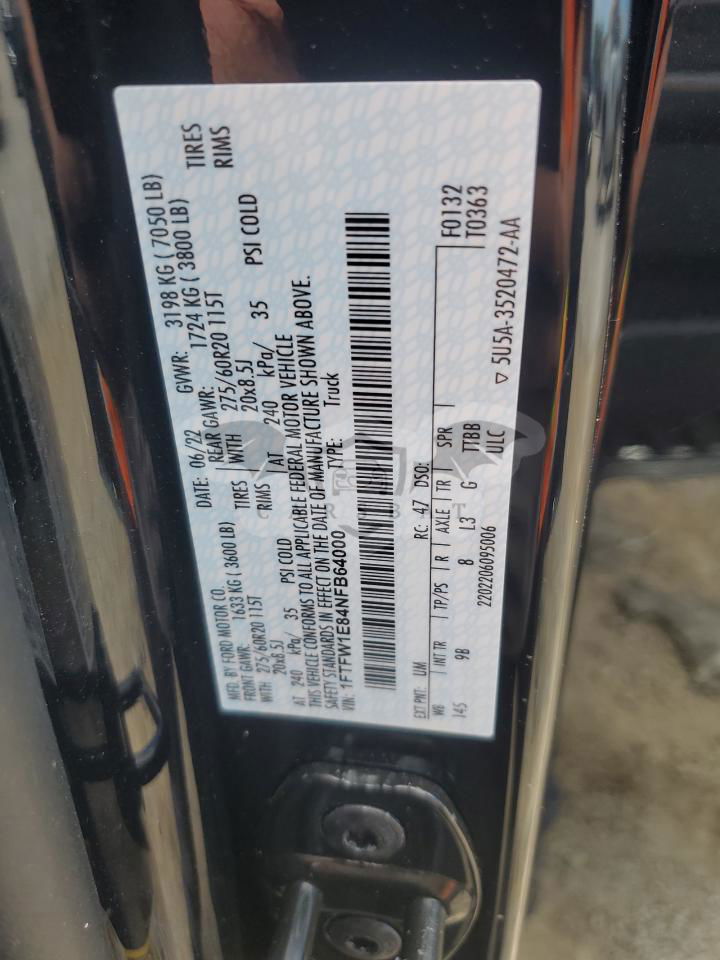 MFD. BY FORD MOTOR CO. DATE: 06/22 GVWR: 3198 KG ( 7050 LB)
FRONT GAWR: 1633 KG ( 3600 LB) REAR GAWR: 1724 KG ( 3800 LB)
WITH 275/60R20 115T TIRES WITH 275/60R20 115T TIRES
20x8.5J RIMS 20x8.5J RIMS
AT 240 kPa/ 35 PSI COLD AT 240 kPa/ 35 PSI COLD
THIS VEHICLE CONFORMS TO ALL APPLICABLE FEDERAL MOTOR VEHICLE
SAFETY STANDARDS IN EFFECT ON THE DATE OF MANUFACTURE SHOWN ABOVE.
VIN: 1FTFW1E84NFB64000 TYPE: Truck
F0132
T0363
EXT PNT: UM RC: 47 DSO:
WB INT TR TP/PS R AXLE TR SPR
145 9B 8 L3 G TTBB
2202206095006 ULC
5U5A-3520472-AA